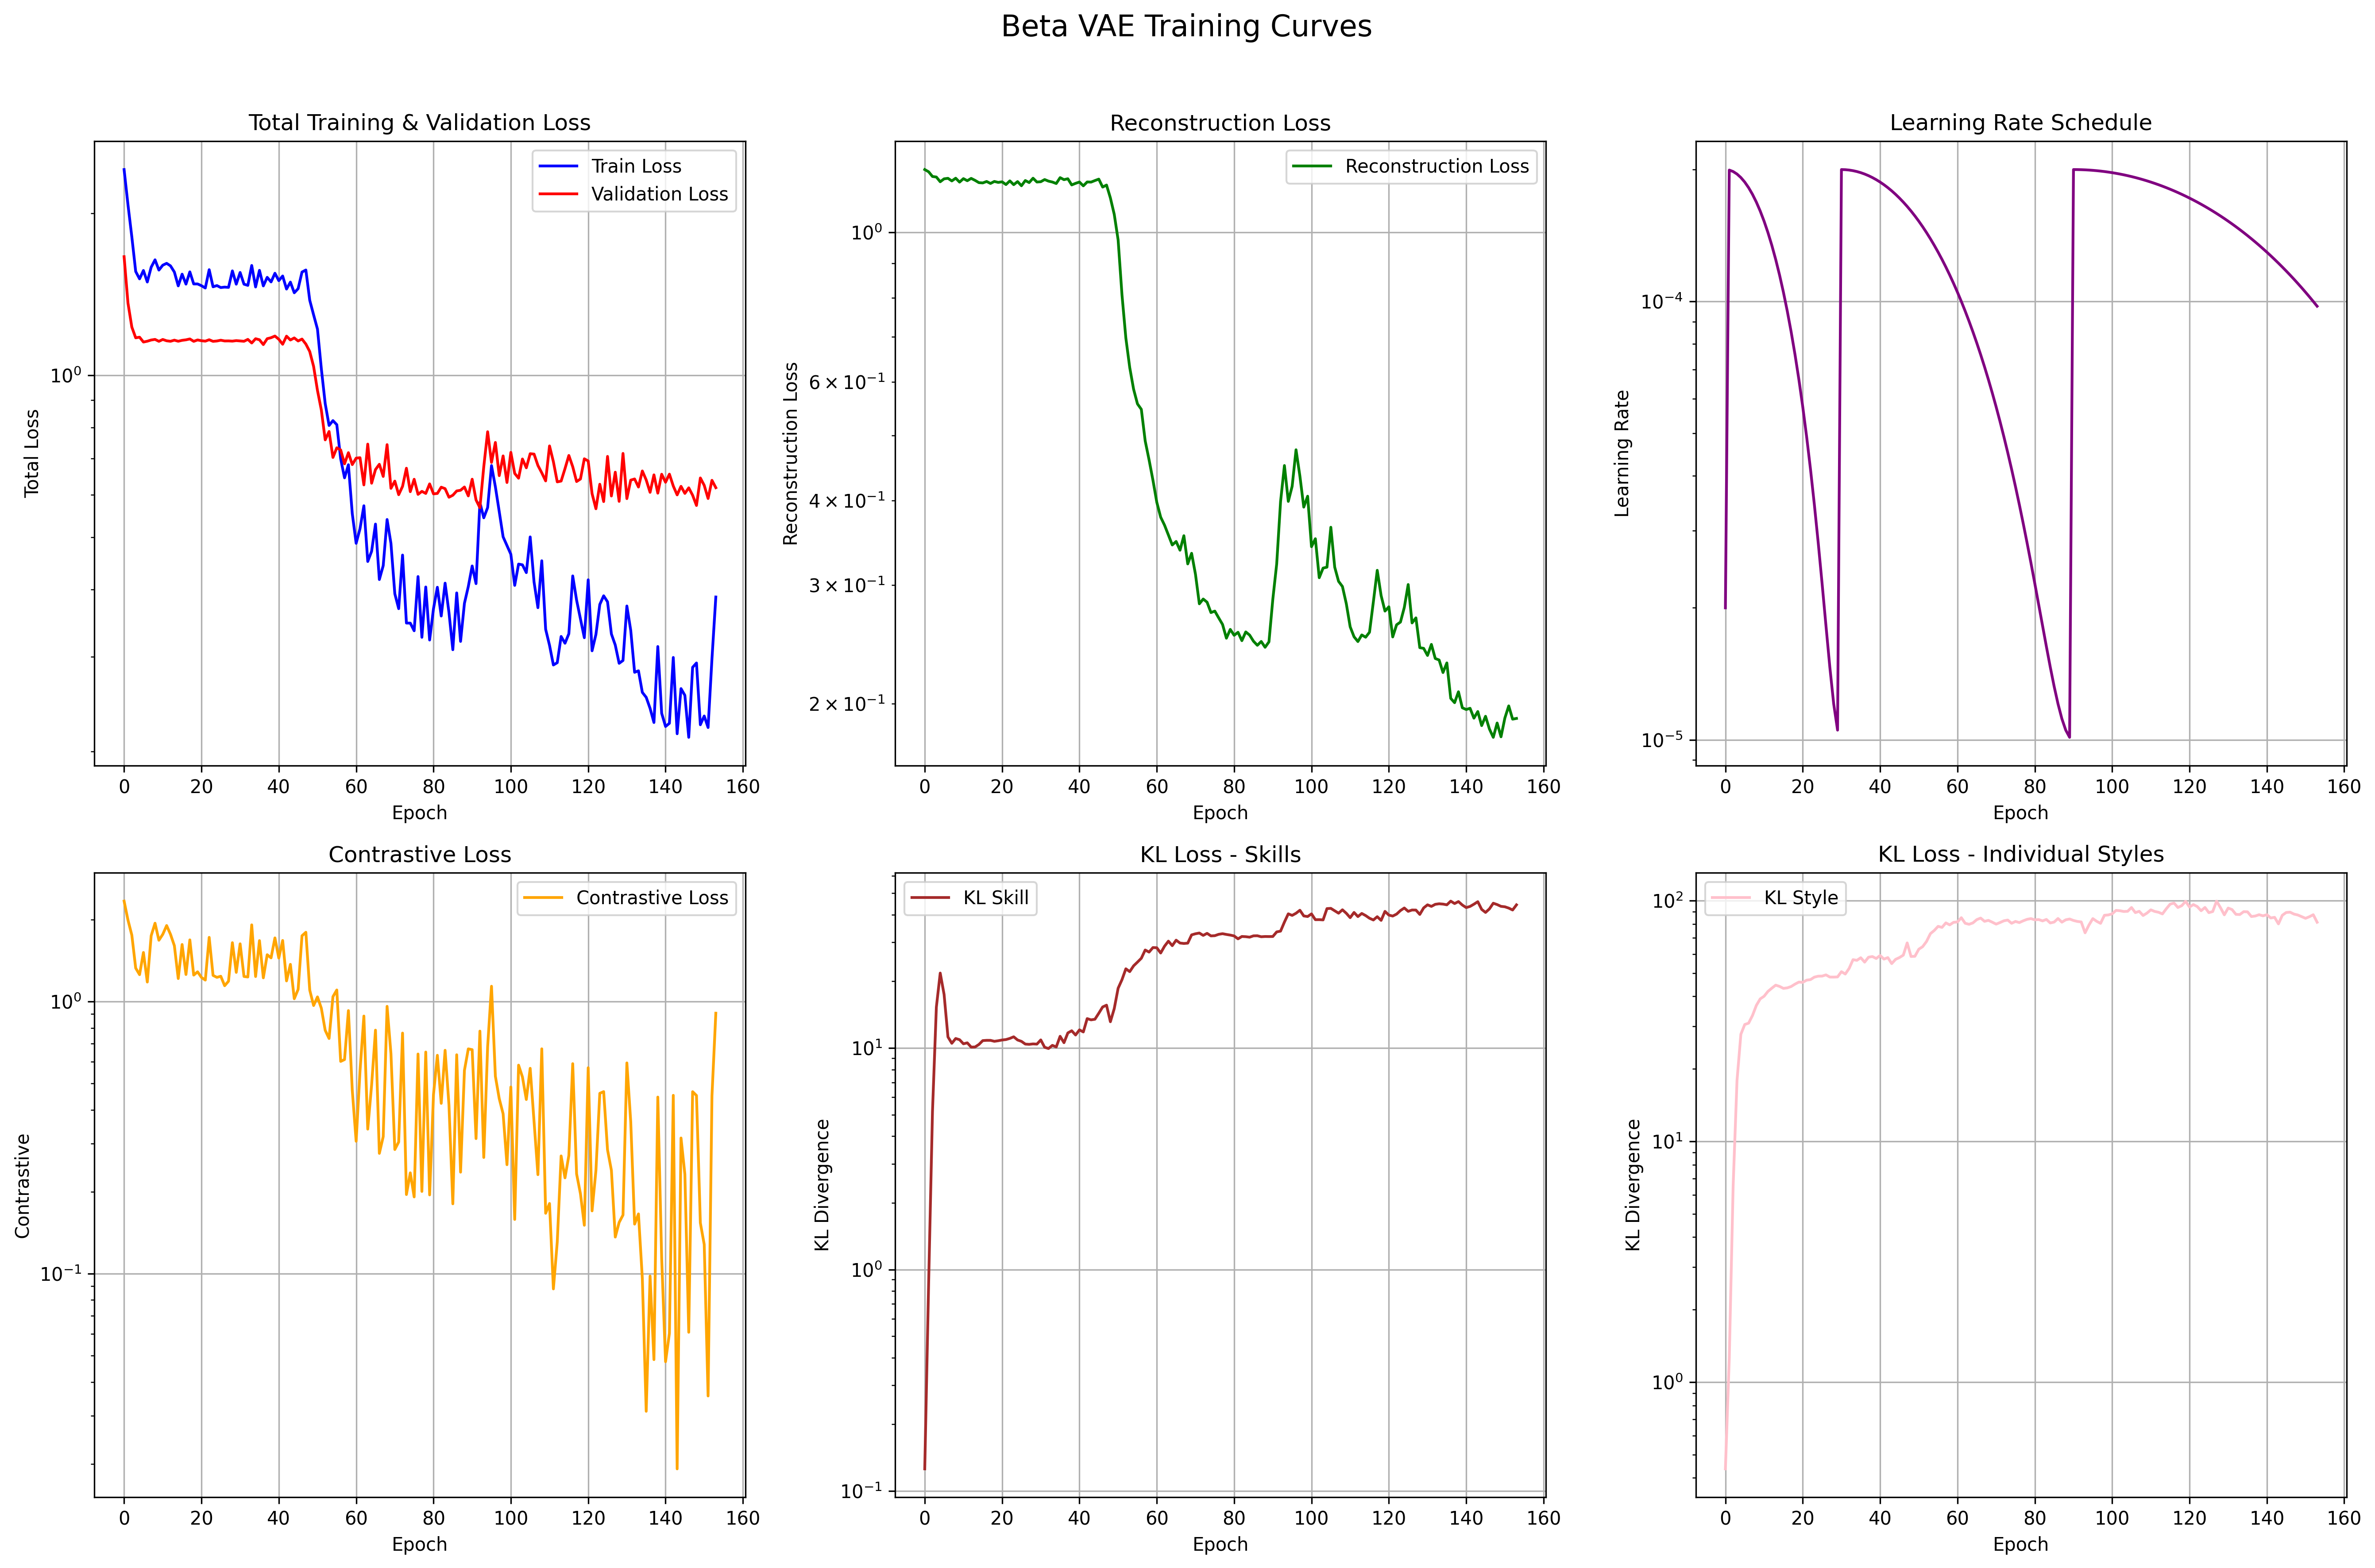 Beta VAE Training Curves
Total Training & Validation Loss
Train Loss
Validation Loss
10⁰
Total Loss
0 20 40 60 80 100 120 140 160
Epoch
Reconstruction Loss
Reconstruction Loss
10⁰
6 × 10⁻¹
4 × 10⁻¹
3 × 10⁻¹
2 × 10⁻¹
Reconstruction Loss
0 20 40 60 80 100 120 140 160
Epoch
Learning Rate Schedule
10⁻⁴
10⁻⁵
Learning Rate
0 20 40 60 80 100 120 140 160
Epoch
Contrastive Loss
Contrastive Loss
10⁰
10⁻¹
Contrastive
0 20 40 60 80 100 120 140 160
Epoch
KL Loss - Skills
KL Skill
10¹
10⁰
10⁻¹
KL Divergence
0 20 40 60 80 100 120 140 160
Epoch
KL Loss - Individual Styles
KL Style
10²
10¹
10⁰
KL Divergence
0 20 40 60 80 100 120 140 160
Epoch